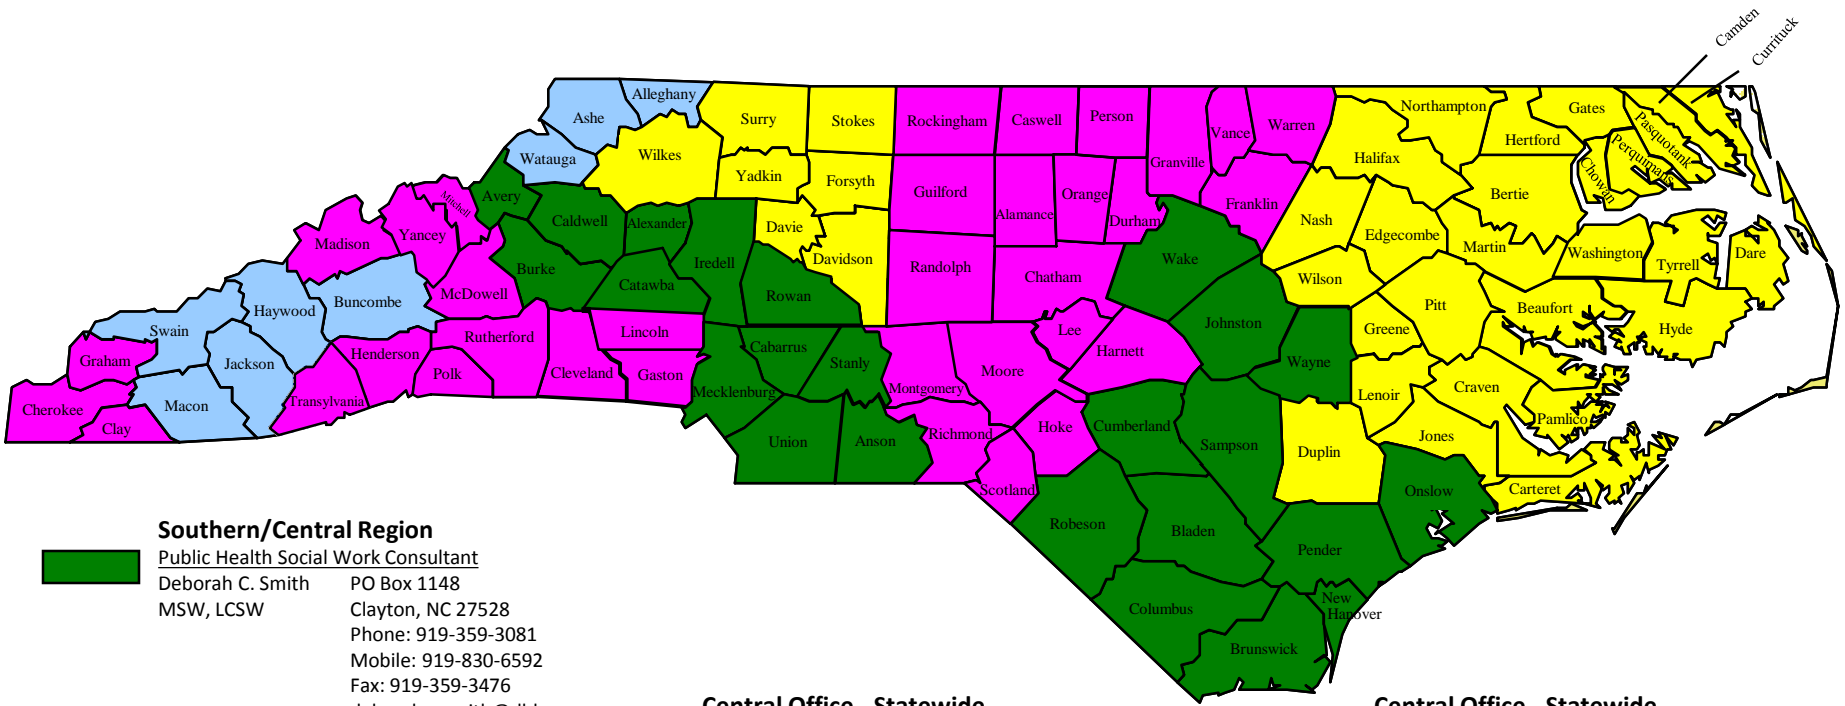 Camden
Currituck
Alleghany
Ashe
Surry
Stokes
Rockingham
Caswell
Person
Vance
Warren
Northampton
Gates
Hertford
Pasquotank
Perquimans
Chowan
Watauga
Wilkes
Yadkin
Forsyth
Guilford
Alamance
Orange
Durham
Granville
Franklin
Halifax
Nash
Bertie
Avery
Mitchell
Caldwell
Alexander
Davie
Davidson
Madison
Yancey
Burke
Catawba
Iredell
Rowan
Randolph
Chatham
Wake
Edgecombe
Martin
Washington
Tyrrell
Dare
McDowell
Buncombe
Haywood
Swain
Wilson
Pitt
Beaufort
Hyde
Graham
Jackson
Henderson
Rutherford
Lincoln
Cabarrus
Stanly
Lee
Harnett
Johnston
Wayne
Greene
Cherokee
Clay
Macon
Transylvania
Polk
Cleveland
Gaston
Mecklenburg
Montgomery
Moore
Lenoir
Craven
Pamlico
Union
Anson
Richmond
Hoke
Cumberland
Sampson
Duplin
Jones
Scotland
Onslow
Carteret
Robeson
Bladen
Pender
Columbus
New
Hanover
Brunswick
Southern/Central Region
Public Health Social Work Consultant
Deborah C. Smith PO Box 1148
MSW, LCSW Clayton, NC 27528
Phone: 919-359-3081
Mobile: 919-830-6592
Fax: 919-359-3476
Central Office - Statewide
Central Office - Statewide